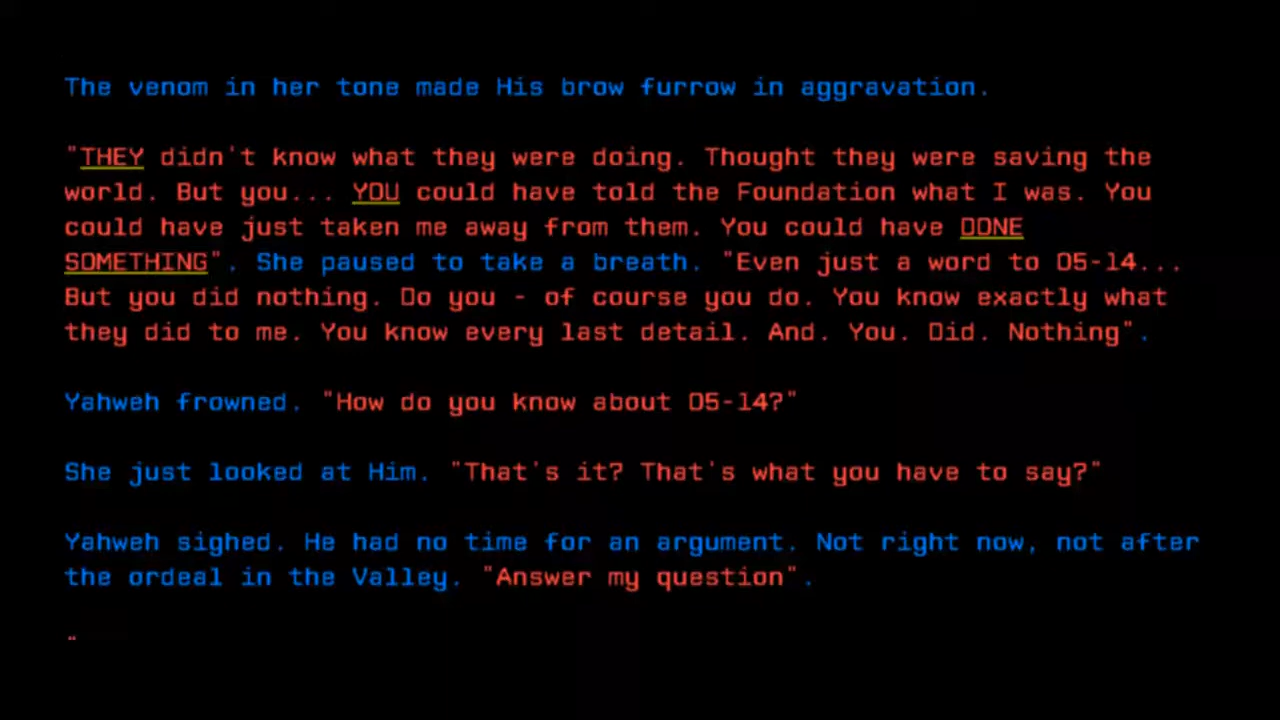 The venom in her tone made His brow furrow in aggravation.
"THEY didn't know what they were doing. Thought they were saving the
world. But you... YOU could have told the Foundation what I was. You
could have just taken me away from them. You could have DONE
SOMETHING". She paused to take a breath. "Even just a word to O5-14...
But you did nothing. Do you - of course you do. You know exactly what
they did to me. You know every last detail. And. You. Did. Nothing".
Yahweh frowned. "How do you know about O5-14?"
She just looked at Him. "That's it? That's what you have to say?"
Yahweh sighed. He had no time for an argument. Not right now, not after
the ordeal in the Valley. "Answer my question".
"